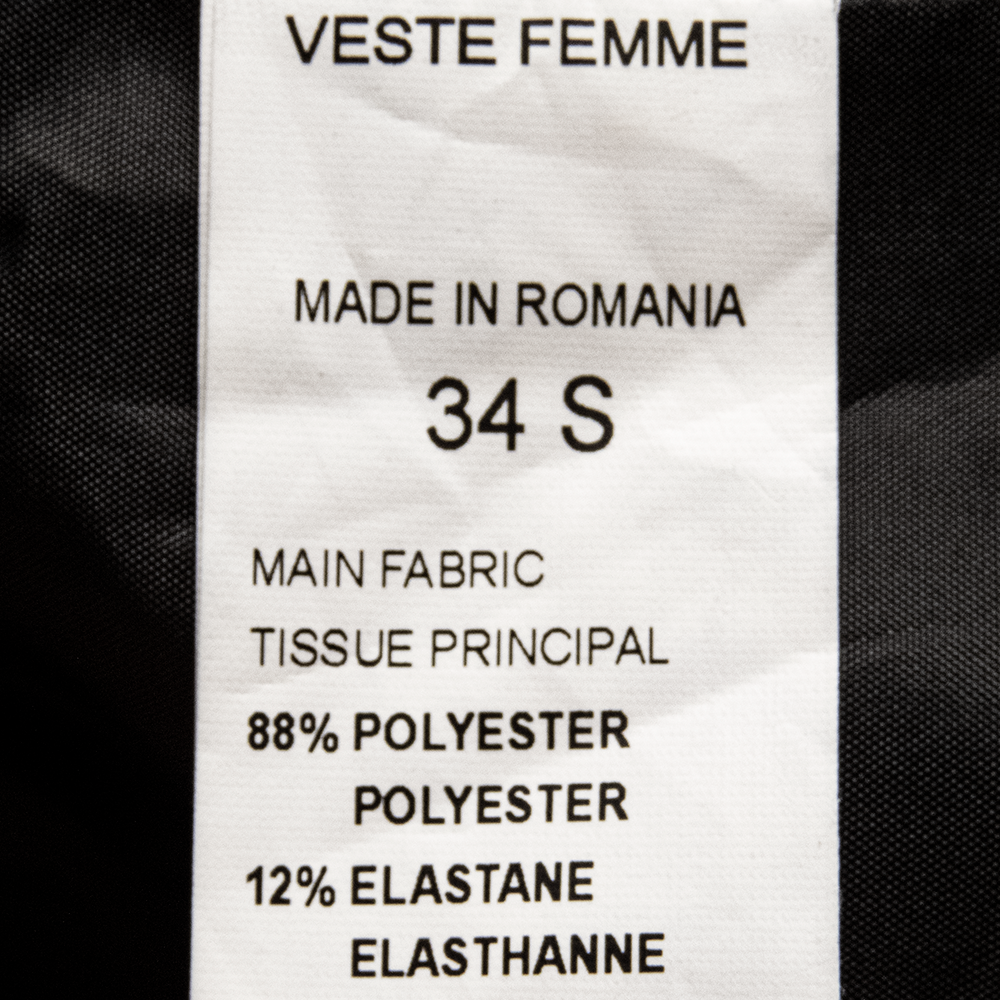 VESTE FEMME
MADE IN ROMANIA
34 S
MAIN FABRIC
TISSUE PRINCIPAL
88% POLYESTER
POLYESTER
12% ELASTANE
ELASTHANNE